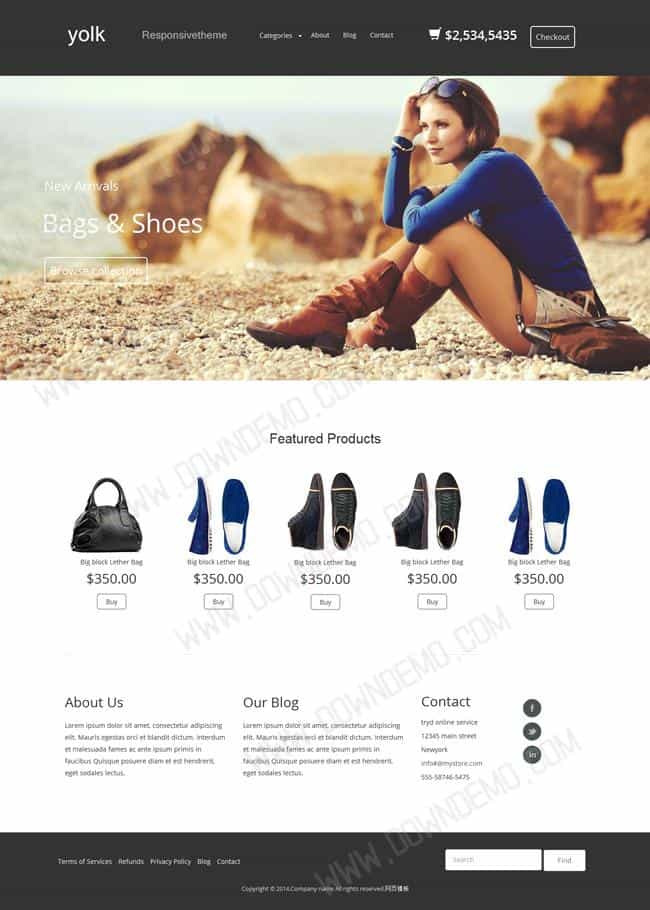 yolk
Responsivetheme
Categories
About
Blog
Contact
$2,534,5435
Checkout
New Arrivals
Bags & Shoes
Browse collection
Featured Products
Big block Lether Bag
Big block Lether Bag
Big block Lether Bag
Big block Lether Bag
Big block Lether Bag
$350.00
$350.00
$350.00
$350.00
$350.00
Buy
Buy
Buy
Buy
Buy
About Us
Lorem ipsum dolor sit amet, consectetur adipiscing
elit. Morbi egestas orci et blandit dictum. Interdum
et malesuada fames ac ante ipsum primis in
faucibus Quisque posuere diam et est hendrerit,
eget sodales lectus.
Our Blog
Lorem ipsum dolor sit amet, consectetur adipiscing
elit. Morbi egestas orci et blandit dictum. Interdum
et malesuada fames ac ante ipsum primis in
faucibus Quisque posuere diam et est hendrerit,
eget sodales lectus.
Contact
tryd online service
12345 main street
Newyork
info#@mystore.com
555-58746-5475
f
in
Terms of Services
Refunds
Privacy Policy
Blog
Contact
Search
Find
Copyright © 2014.Company name All rights reserved.网页模板
WWW.DOWNDEMO.COM
WWW.DOWNDEMO.COM
WWW.DOWNDEMO.COM